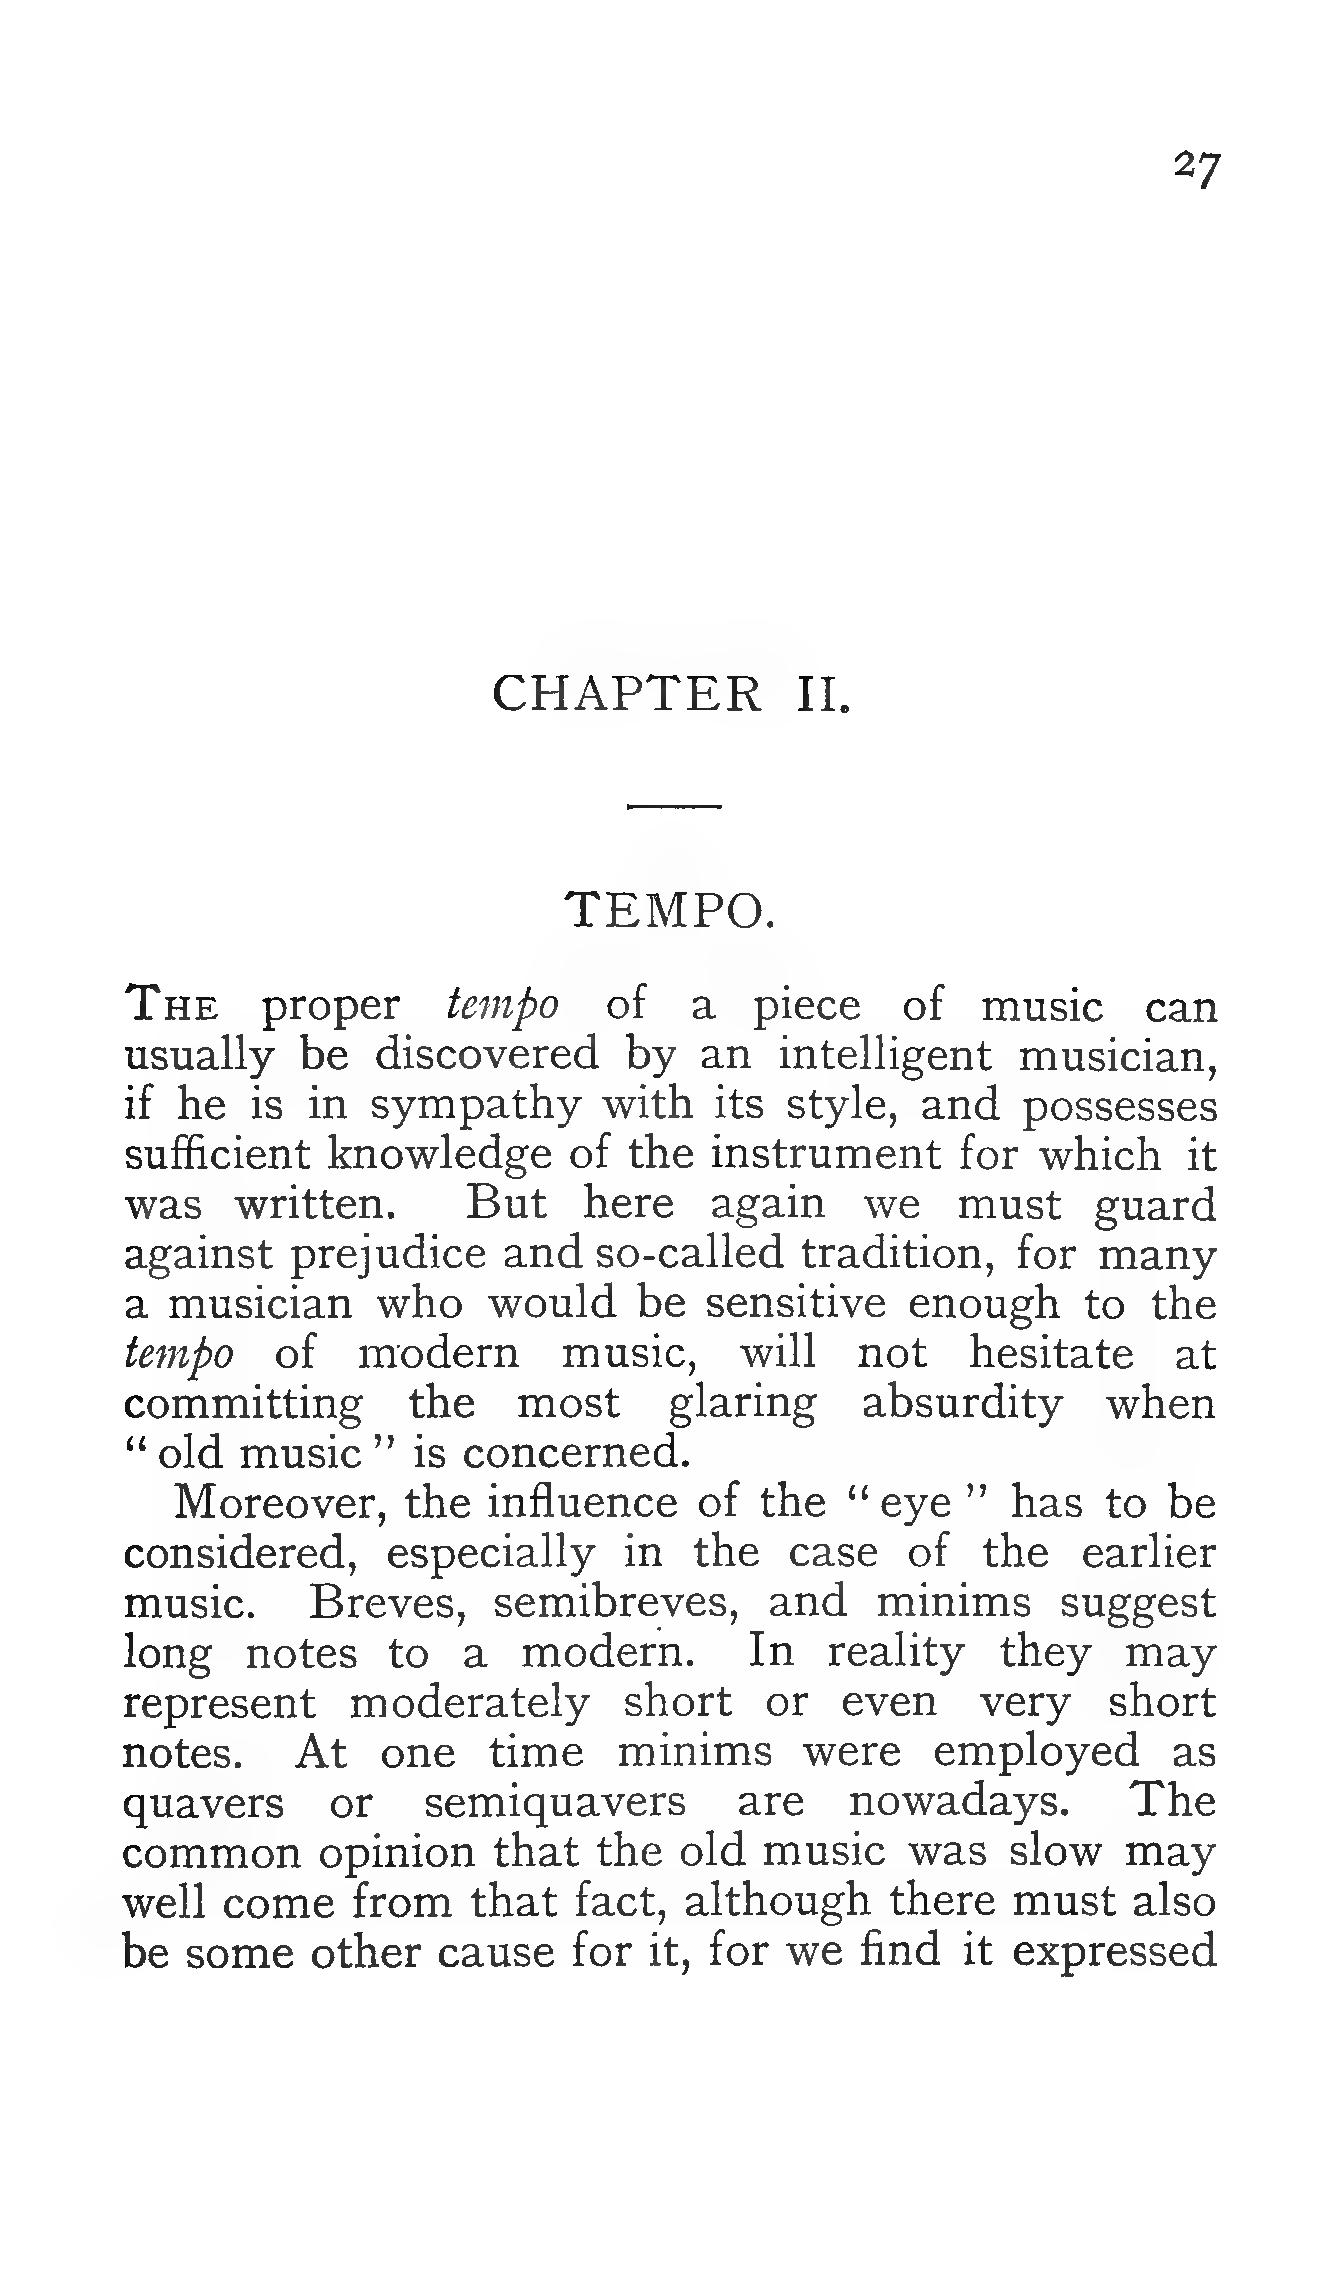 27
CHAPTER II.
TEMPO.
THE proper tempo of a piece of music can
usually be discovered by an intelligent musician,
if he is in sympathy with its style, and possesses
sufficient knowledge of the instrument for which it
was written. But here again we must guard
against prejudice and so-called tradition, for many
a musician who would be sensitive enough to the
tempo of modern music, will not hesitate at
committing the most glaring absurdity when
“ old music ” is concerned.
Moreover, the influence of the “ eye ” has to be
considered, especially in the case of the earlier
music. Breves, semibreves, and minims suggest
long notes to a modern. In reality they may
represent moderately short or even very short
notes. At one time minims were employed as
quavers or semiquavers are nowadays. The
common opinion that the old music was slow may
well come from that fact, although there must also
be some other cause for it, for we find it expressed